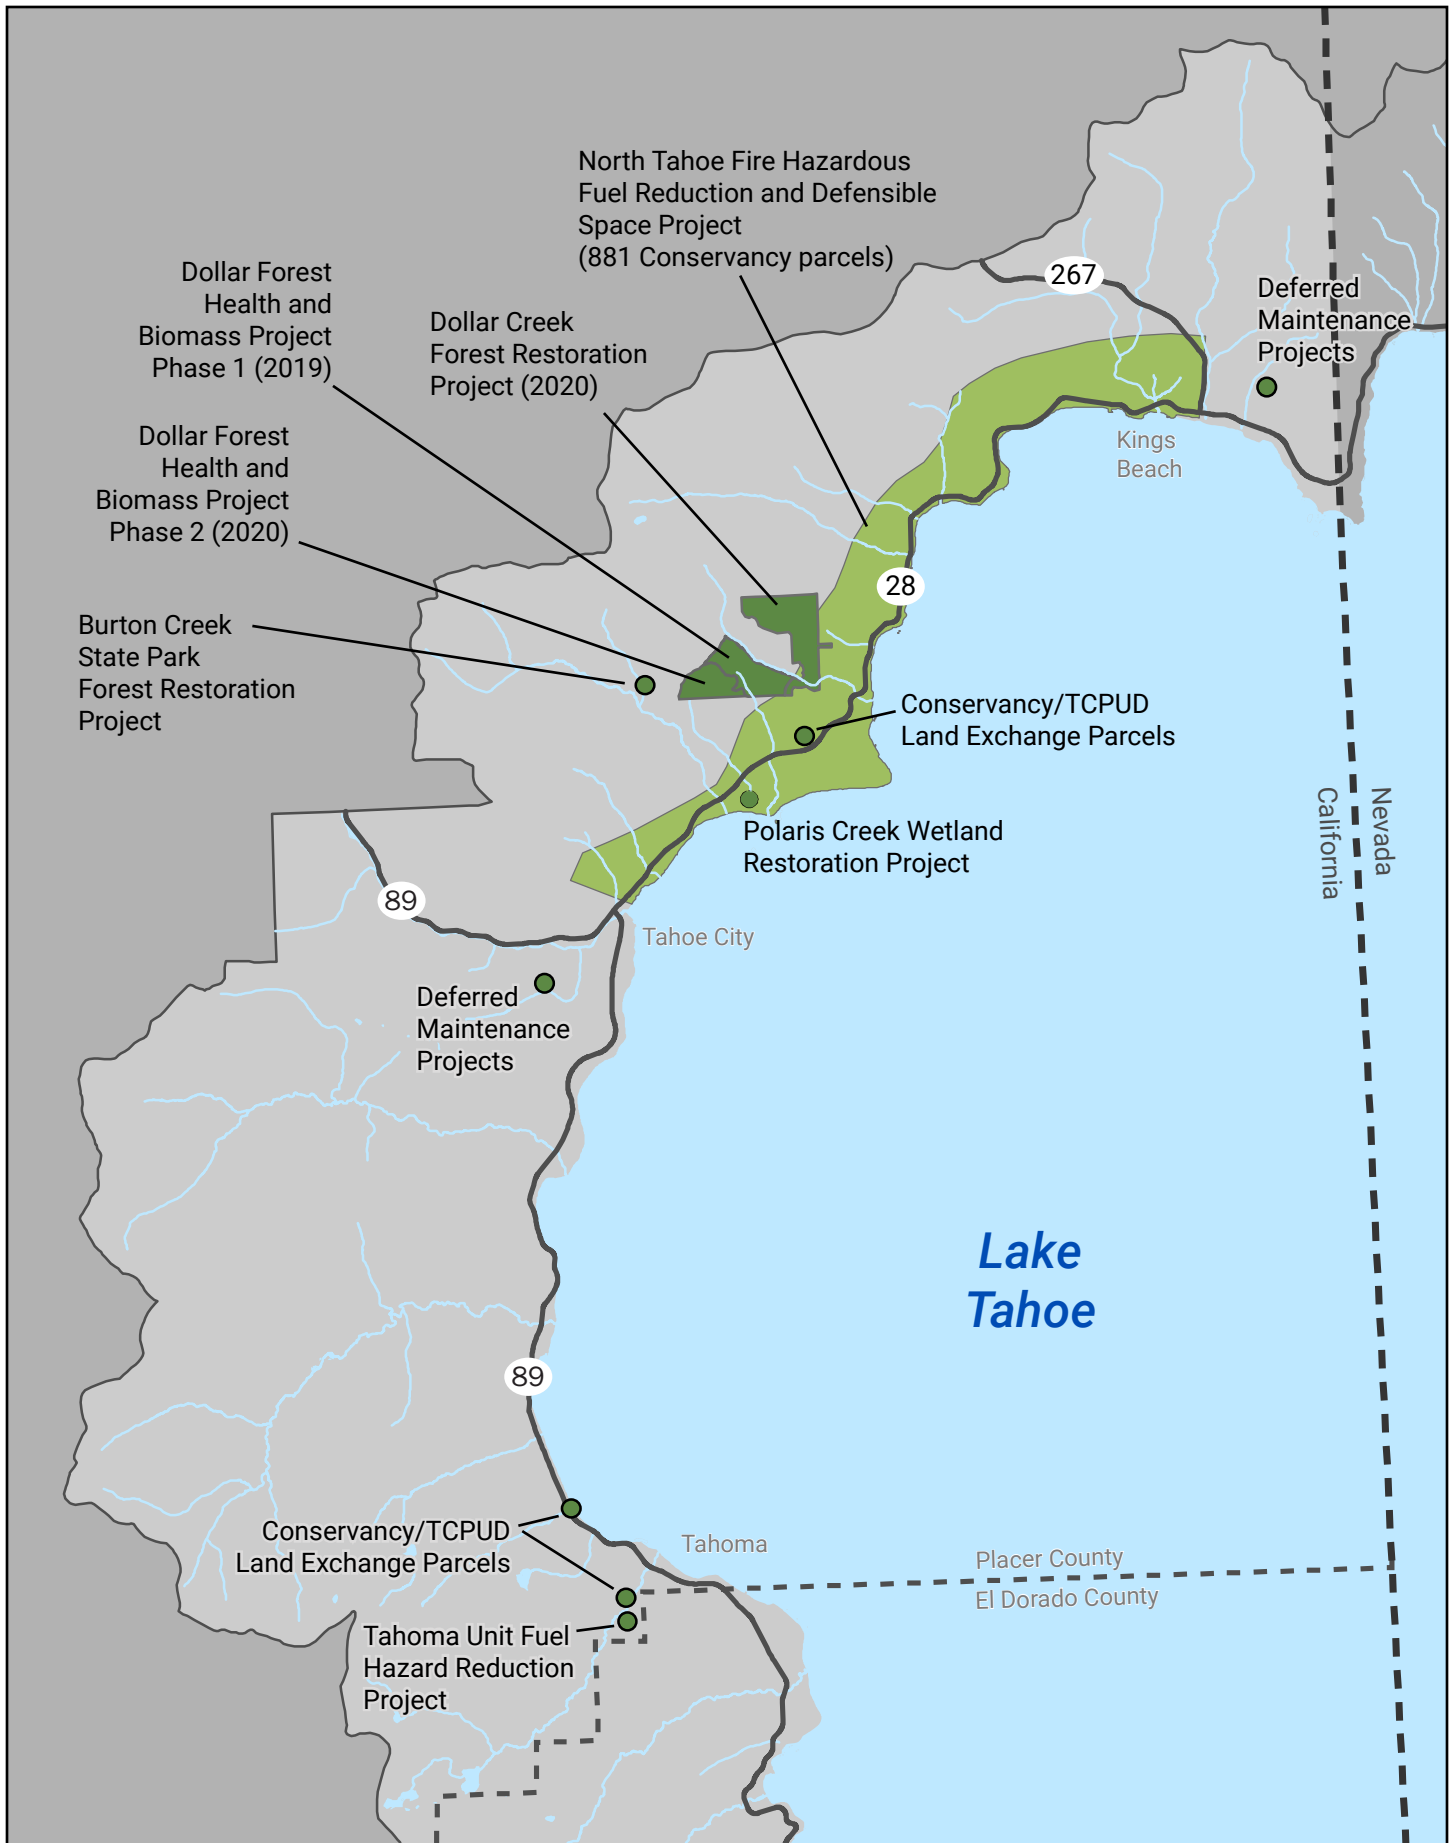 North Tahoe Fire Hazardous
Fuel Reduction and Defensible
Space Project
(881 Conservancy parcels)
Dollar Forest
Health and
Biomass Project
Phase 1 (2019)
Dollar Creek
Forest Restoration
Project (2020)
267
Deferred
Maintenance
Projects
Dollar Forest
Health and
Biomass Project
Phase 2 (2020)
Kings
Beach
28
Burton Creek
State Park
Forest Restoration
Project
Conservancy/TCPUD
Land Exchange Parcels
Polaris Creek Wetland
Restoration Project
California
Nevada
89
Tahoe City
Deferred
Maintenance
Projects
Lake
Tahoe
89
Conservancy/TCPUD
Land Exchange Parcels
Tahoma
Placer County
El Dorado County
Tahoma Unit Fuel
Hazard Reduction
Project